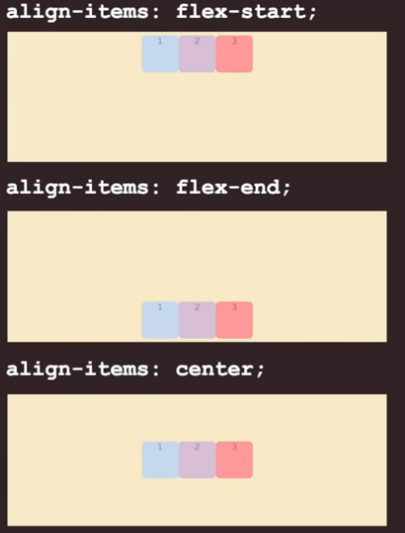 align-items: flex-start;
1 2 3
align-items: flex-end;
1 2 3
align-items: center;
1 2 3